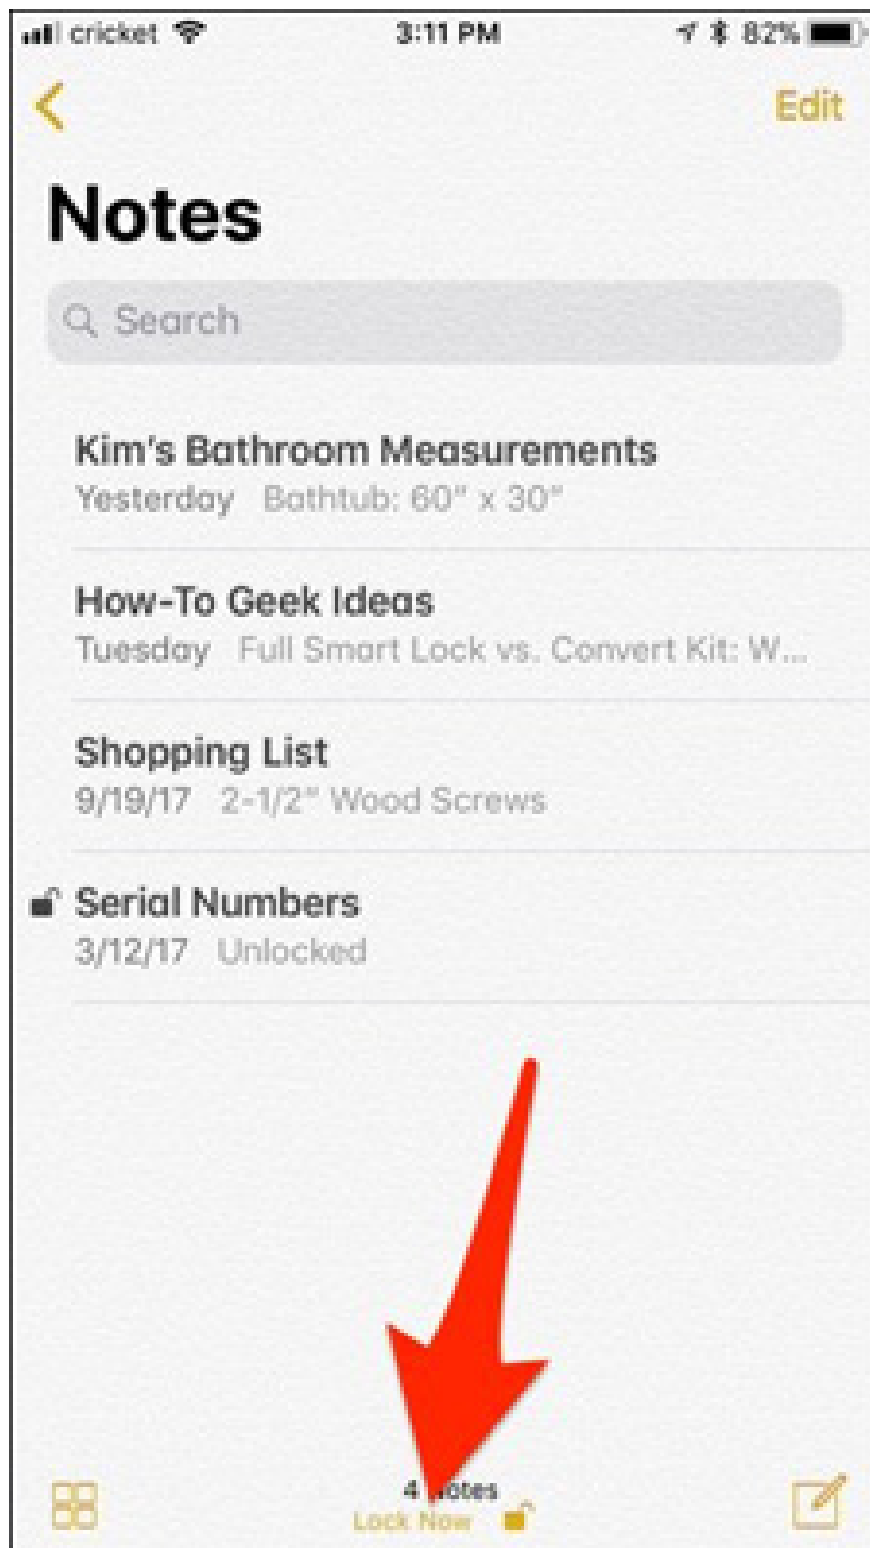 cricket 3:11 PM 82%
Edit
Notes
Search
Kim's Bathroom Measurements
Yesterday Bathtub: 60" x 30"
How-To Geek Ideas
Tuesday Full Smart Lock vs. Convert Kit: W...
Shopping List
9/19/17 2-1/2" Wood Screws
Serial Numbers
3/12/17 Unlocked
4 Notes
Lock Now